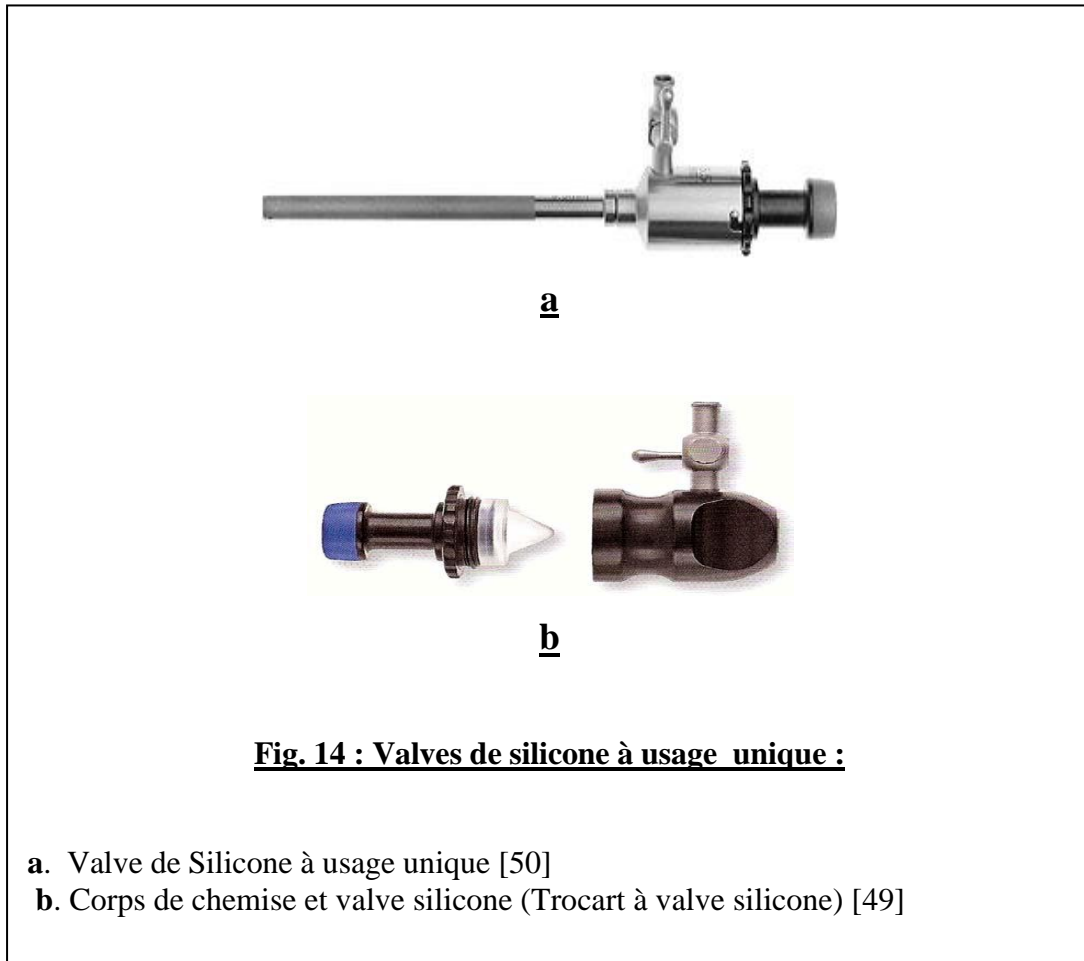 a
b
Fig. 14 : Valves de silicone à usage unique :
a. Valve de Silicone à usage unique [50]
b. Corps de chemise et valve silicone (Trocart à valve silicone) [49]